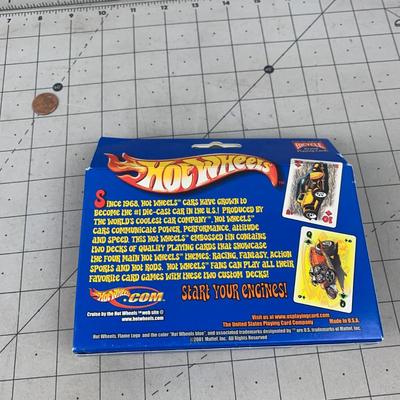 BICYCLE
HOT WHEELS
SINCE 1968, HOT WHEELS™ CARS HAVE GROWN TO
BECOME THE #1 DIE-CAST CAR IN THE U.S.! PRODUCED BY
THE WORLD'S COOLEST CAR COMPANY™, HOT WHEELS™
CARS COMMUNICATE POWER, PERFORMANCE, ATTITUDE
AND SPEED. THIS HOT WHEELS™ EMBOSSED TIN CONTAINS
TWO DECKS OF QUALITY PLAYING CARDS THAT SHOWCASE
THE FOUR MAIN HOT WHEELS™ THEMES: RACING, FANTASY, ACTION
SPORTS AND HOT RODS. HOT WHEELS™ FANS CAN PLAY ALL THEIR
FAVORITE CARD GAMES WITH THESE TWO CUSTOM DECKS!
START YOUR ENGINES!
Q
HOT WHEELS.COM
Cruise by the Hot Wheels™ web site @
www.hotwheels.com
Visit us at www.usplayingcard.com
The United States Playing Card Company
Made in U.S.A.
Hot Wheels, Flame Logo and the color "Hot Wheels blue", and associated trademarks designated by ™ are U.S. trademarks of Mattel, Inc.
©2001 Mattel, Inc. All Rights Reserved